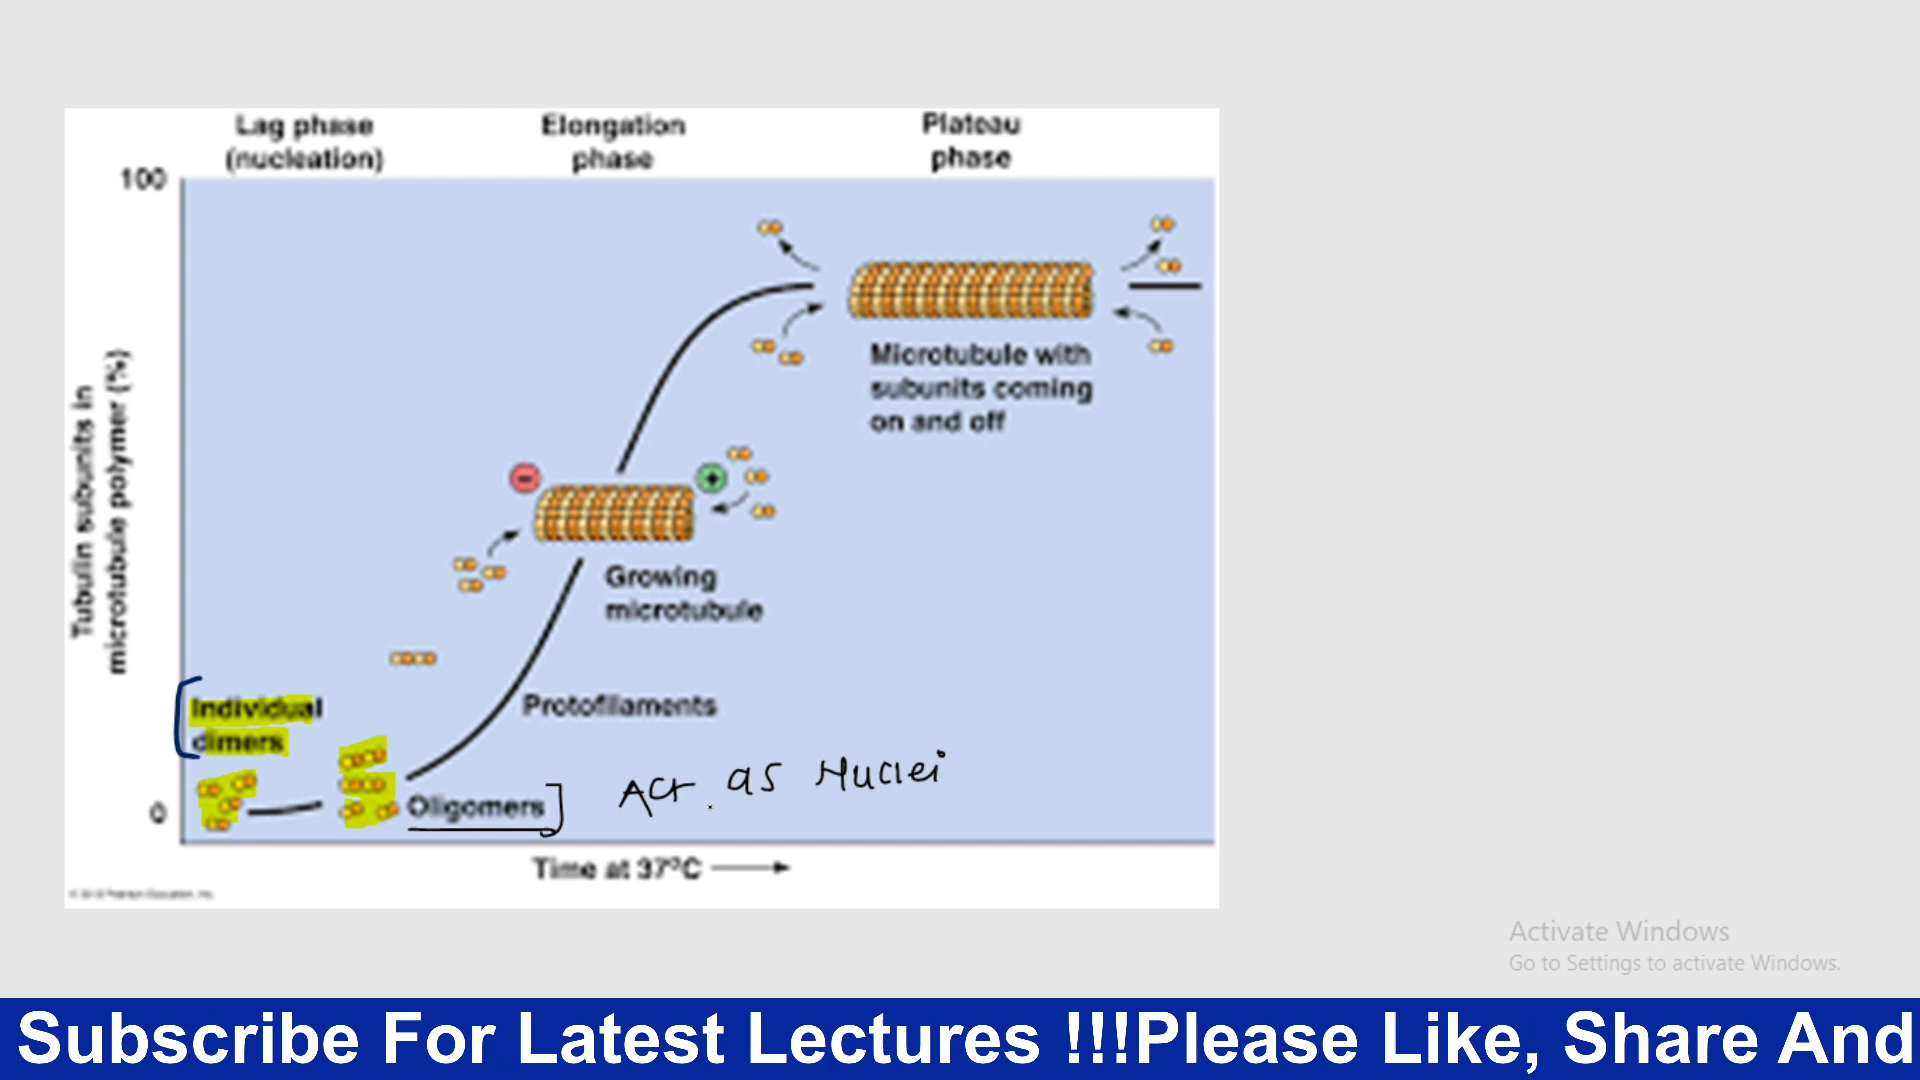 Lag phase
(nucleation)
Elongation
phase
Plateau
phase
100
Tubulin subunits in
microtubule polymer (%)
Microtubule with
subunits coming
on and off
−
+
Growing
microtubule
Protofilaments
Individual
dimers
Oligomers
Act as Nuclei
0
Time at 37°C
Activate Windows
Go to Settings to activate Windows.
Subscribe For Latest Lectures !!!Please Like, Share And